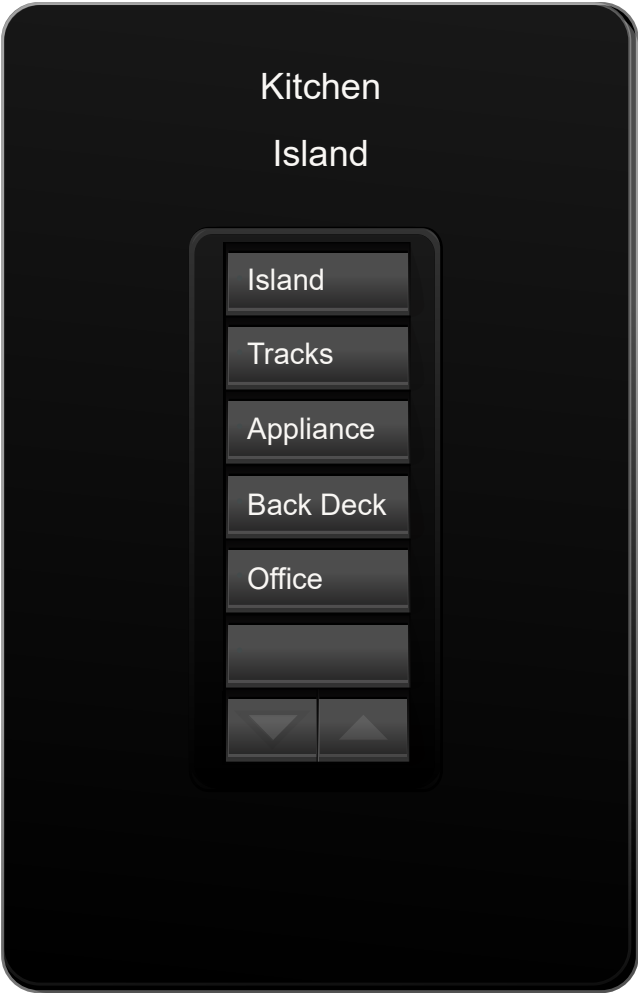 Kitchen
Island
Island
Tracks
Appliance
Back Deck
Office